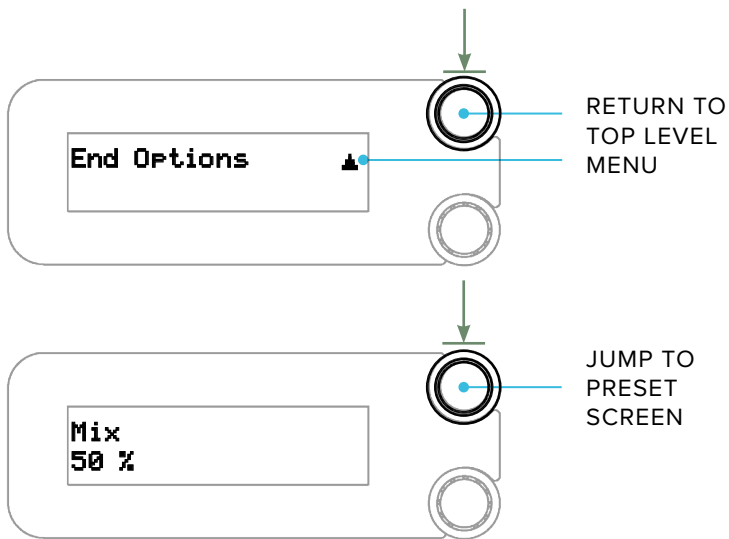 End Options
RETURN TO
TOP LEVEL
MENU
Mix
50 %
JUMP TO
PRESET
SCREEN